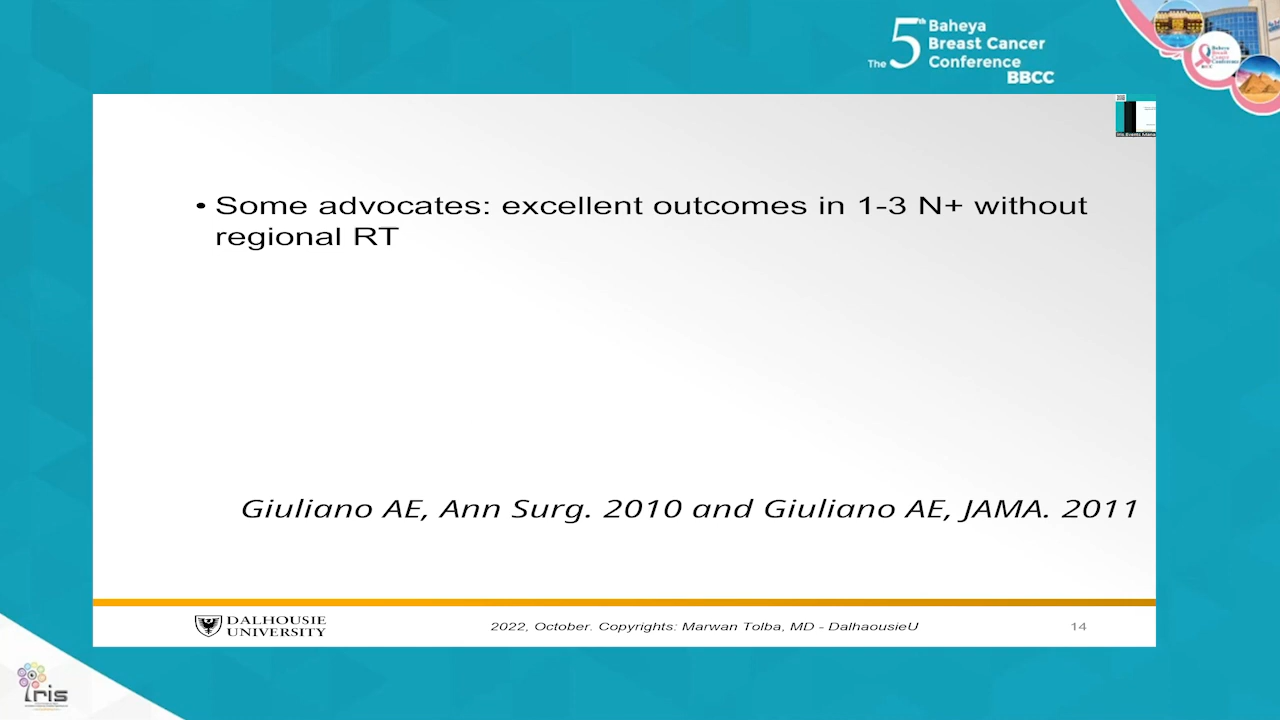 The 5th Baheya
Breast Cancer
Conference
BBCC
• Some advocates: excellent outcomes in 1-3 N+ without
regional RT
Giuliano AE, Ann Surg. 2010 and Giuliano AE, JAMA. 2011
DALHOUSIE
UNIVERSITY
2022, October. Copyrights: Marwan Tolba, MD - DalhaousieU
14
Iris